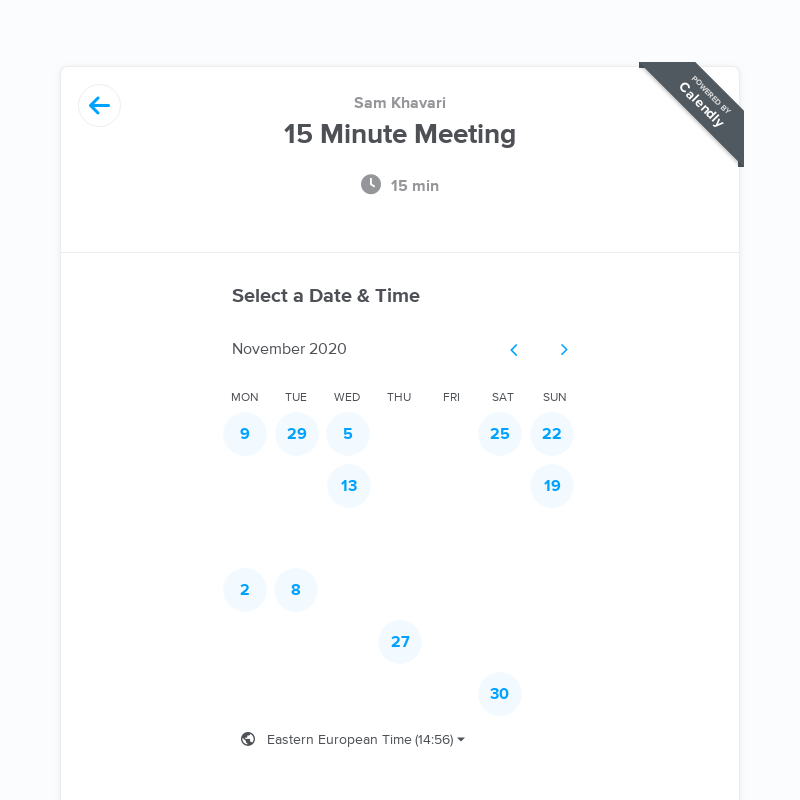 POWERED BY
Calendly
Sam Khavari
15 Minute Meeting
15 min
Select a Date & Time
November 2020
MON TUE WED THU FRI SAT SUN
9 29 5 25 22
13 19
2 8
27
30
Eastern European Time (14:56)